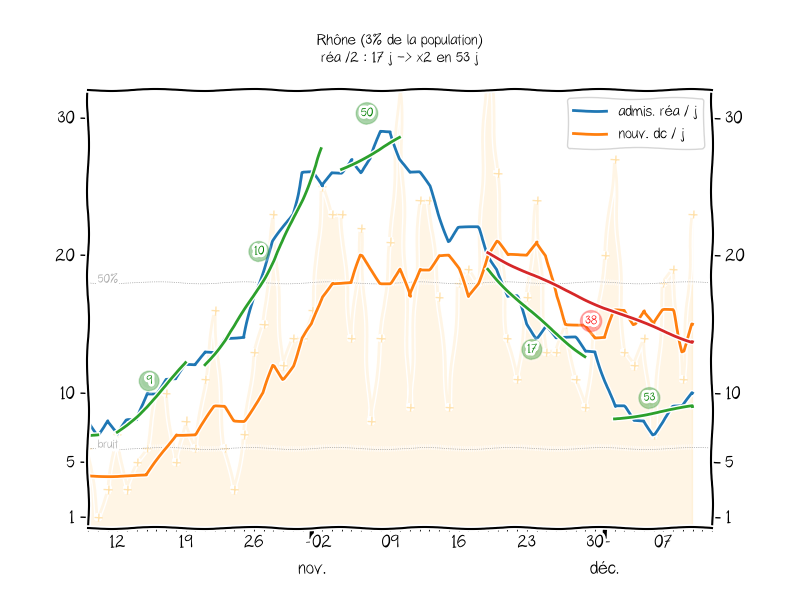 Rhône (3% de la population)
réa /2 : 17 j -> x2 en 53 j
admis. réa / j
nouv. dc / j
30
20
10
5
1
30
20
10
5
1
50%
bruit
9
10
50
17
38
53
12 19 26 02 09 16 23 30 07
nov. déc.